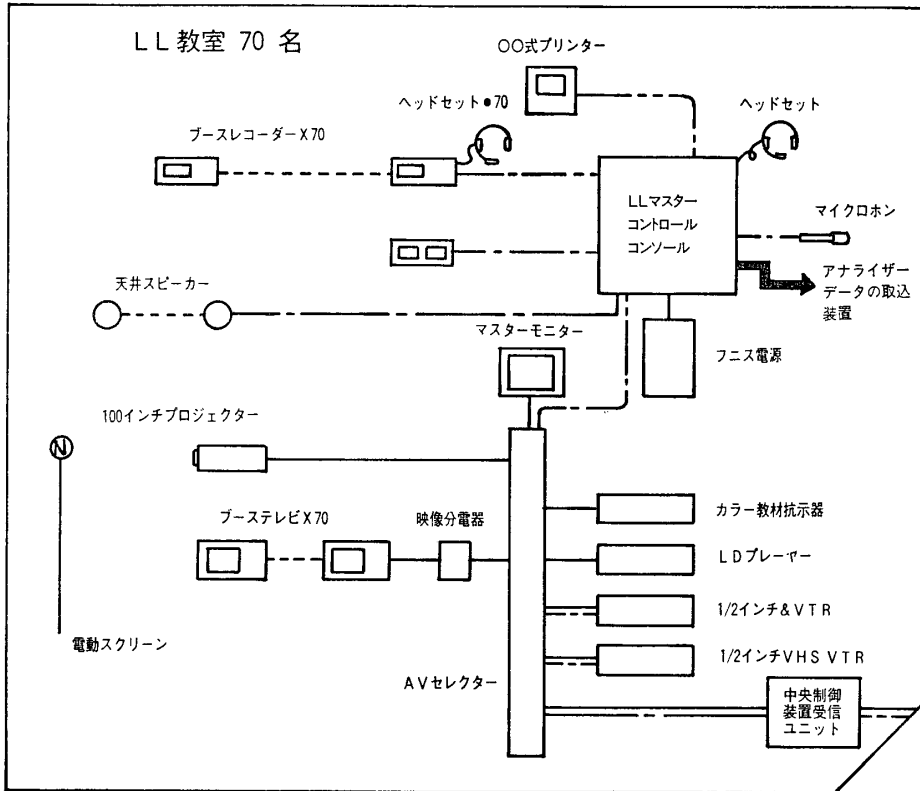 LL教室 70 名
〇〇式プリンター
ヘッドセット●70
ヘッドセット
ブースレコーダーX70
LLマスター
コントロール
コンソール
マイクロホン
アナライザー
データの取込
装置
天井スピーカー
マスターモニター
フニス電源
100インチプロジェクター
N
ブーステレビX70
映像分電器
カラー教材抗示器
LDプレーヤー
1/2インチ&VTR
1/2インチVHS VTR
電動スクリーン
AVセレクター
中央制御
装置受信
ユニット